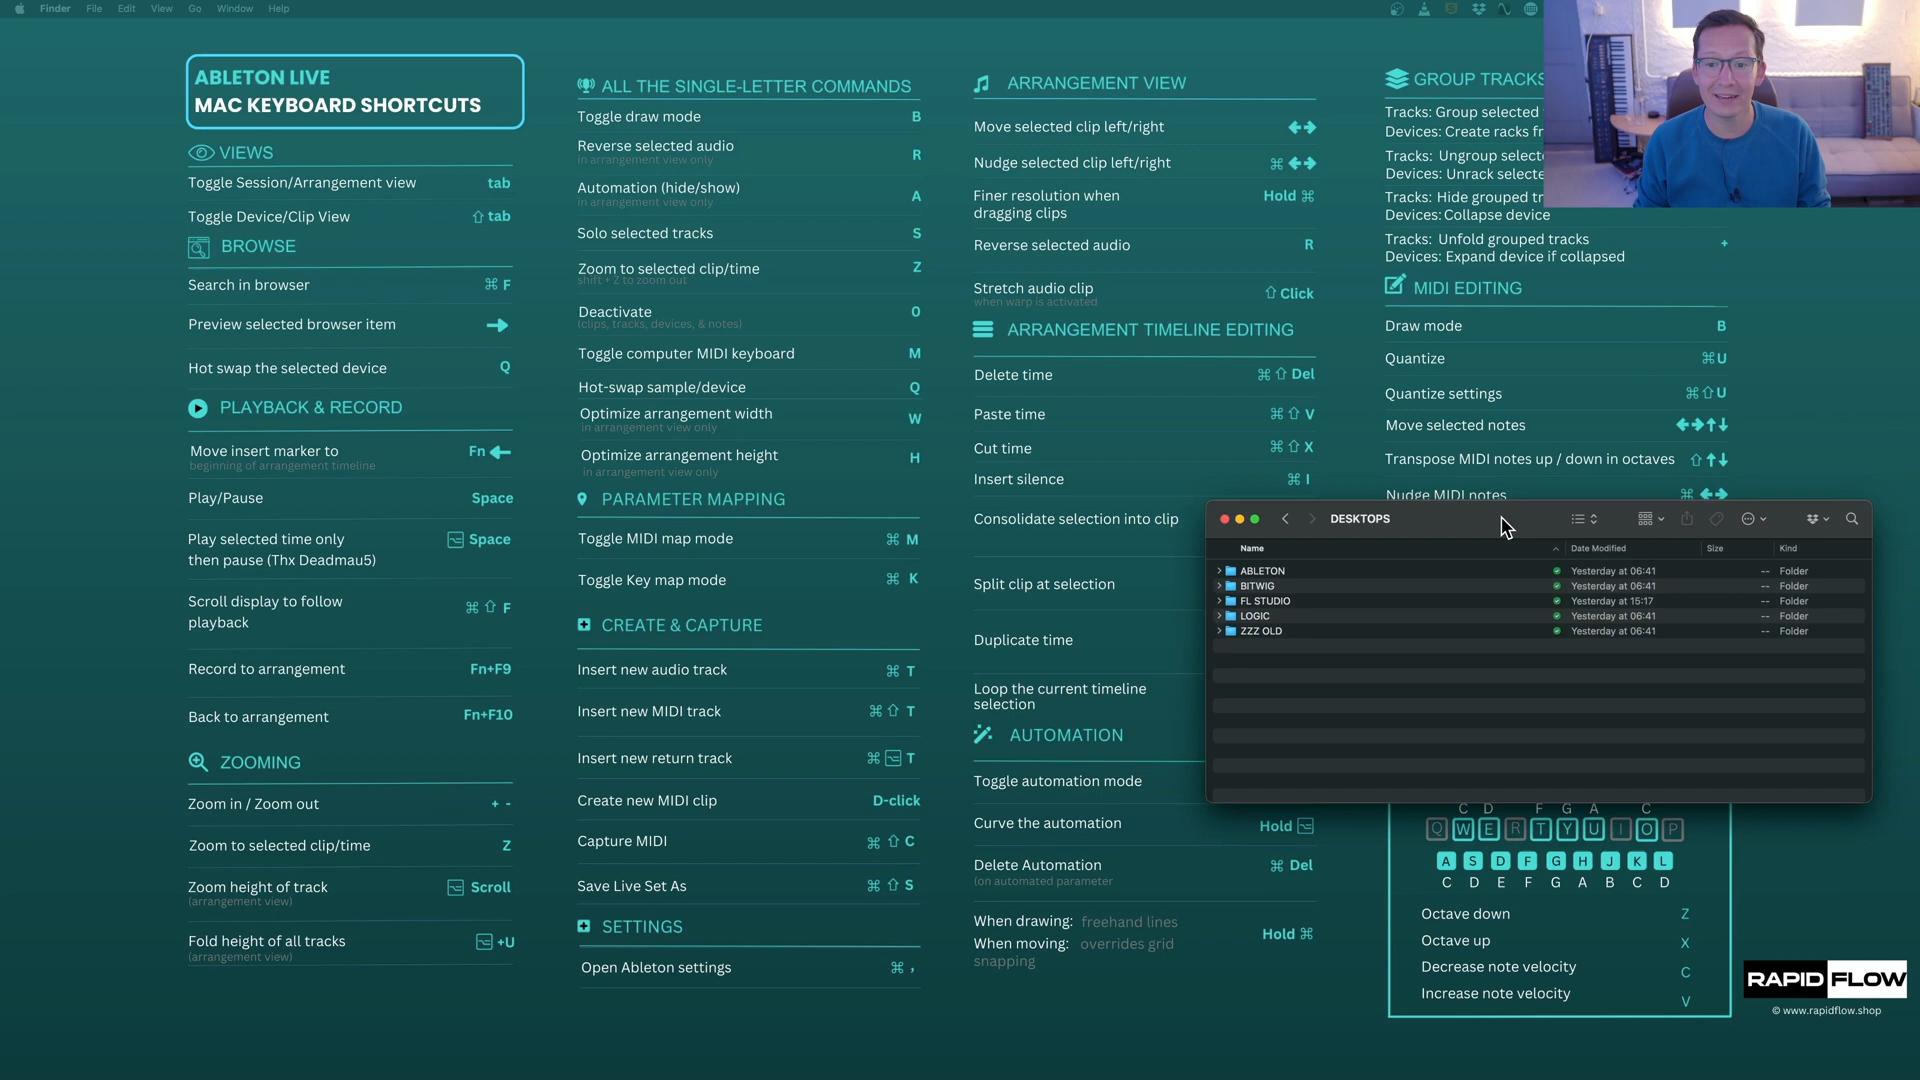 Finder File Edit View Go Window Help
ABLETON LIVE
MAC KEYBOARD SHORTCUTS
VIEWS
Toggle Session/Arrangement view tab
Toggle Device/Clip View ⇧ tab
BROWSE
Search in browser ⌘ F
Preview selected browser item →
Hot swap the selected device Q
PLAYBACK & RECORD
Move insert marker to Fn ←
beginning of arrangement timeline
Play/Pause Space
Play selected time only
then pause (Thx Deadmau5) ⌥ Space
Scroll display to follow
playback ⌘ ⇧ F
Record to arrangement Fn+F9
Back to arrangement Fn+F10
ZOOMING
Zoom in / Zoom out + -
Zoom to selected clip/time Z
Zoom height of track ⌥ Scroll
(arrangement view)
Fold height of all tracks ⌥ +U
(arrangement view)
ALL THE SINGLE-LETTER COMMANDS
Toggle draw mode B
Reverse selected audio R
in arrangement view only
Automation (hide/show) A
in arrangement view only
Solo selected tracks S
Zoom to selected clip/time Z
shift + Z to zoom out
Deactivate 0
(clips, tracks, devices, & notes)
Toggle computer MIDI keyboard M
Hot-swap sample/device Q
Optimize arrangement width W
in arrangement view only
Optimize arrangement height H
in arrangement view only
PARAMETER MAPPING
Toggle MIDI map mode ⌘ M
Toggle Key map mode ⌘ K
CREATE & CAPTURE
Insert new audio track ⌘ T
Insert new MIDI track ⌘ ⇧ T
Insert new return track ⌘ ⌥ T
Create new MIDI clip D-click
Capture MIDI ⌘ ⇧ C
Save Live Set As ⌘ ⇧ S
SETTINGS
Open Ableton settings ⌘ ,
ARRANGEMENT VIEW
Move selected clip left/right ←→
Nudge selected clip left/right ⌘ ←→
Finer resolution when
dragging clips Hold ⌘
Reverse selected audio R
Stretch audio clip ⇧ Click
when warp is activated
ARRANGEMENT TIMELINE EDITING
Delete time ⌘ ⇧ Del
Paste time ⌘ ⇧ V
Cut time ⌘ ⇧ X
Insert silence ⌘ I
Consolidate selection into clip
Split clip at selection
Duplicate time
Loop the current timeline
selection
AUTOMATION
Toggle automation mode
Curve the automation Hold ⌥
Delete Automation ⌘ Del
(on automated parameter
When drawing: freehand lines
When moving: overrides grid
snapping
Hold ⌘
GROUP TRACKS
Tracks: Group selected
Devices: Create racks fr
Tracks: Ungroup select
Devices: Unrack selecte
Tracks: Hide grouped tr
Devices: Collapse device
Tracks: Unfold grouped tracks +
Devices: Expand device if collapsed
MIDI EDITING
Draw mode B
Quantize ⌘U
Quantize settings ⌘⇧U
Move selected notes ←→↑↓
Transpose MIDI notes up / down in octaves ⇧↑↓
Nudge MIDI notes ⌘ ←→
DESKTOPS
Name Date Modified Size Kind
ABLETON Yesterday at 06:41 -- Folder
BITWIG Yesterday at 06:41 -- Folder
FL STUDIO Yesterday at 15:17 -- Folder
LOGIC Yesterday at 06:41 -- Folder
ZZZ OLD Yesterday at 06:41 -- Folder
C D F G A C
Q W E R T Y U I O P
A S D F G H J K L
C D E F G A B C D
Octave down Z
Octave up X
Decrease note velocity C
Increase note velocity V
RAPID FLOW
© www.rapidflow.shop